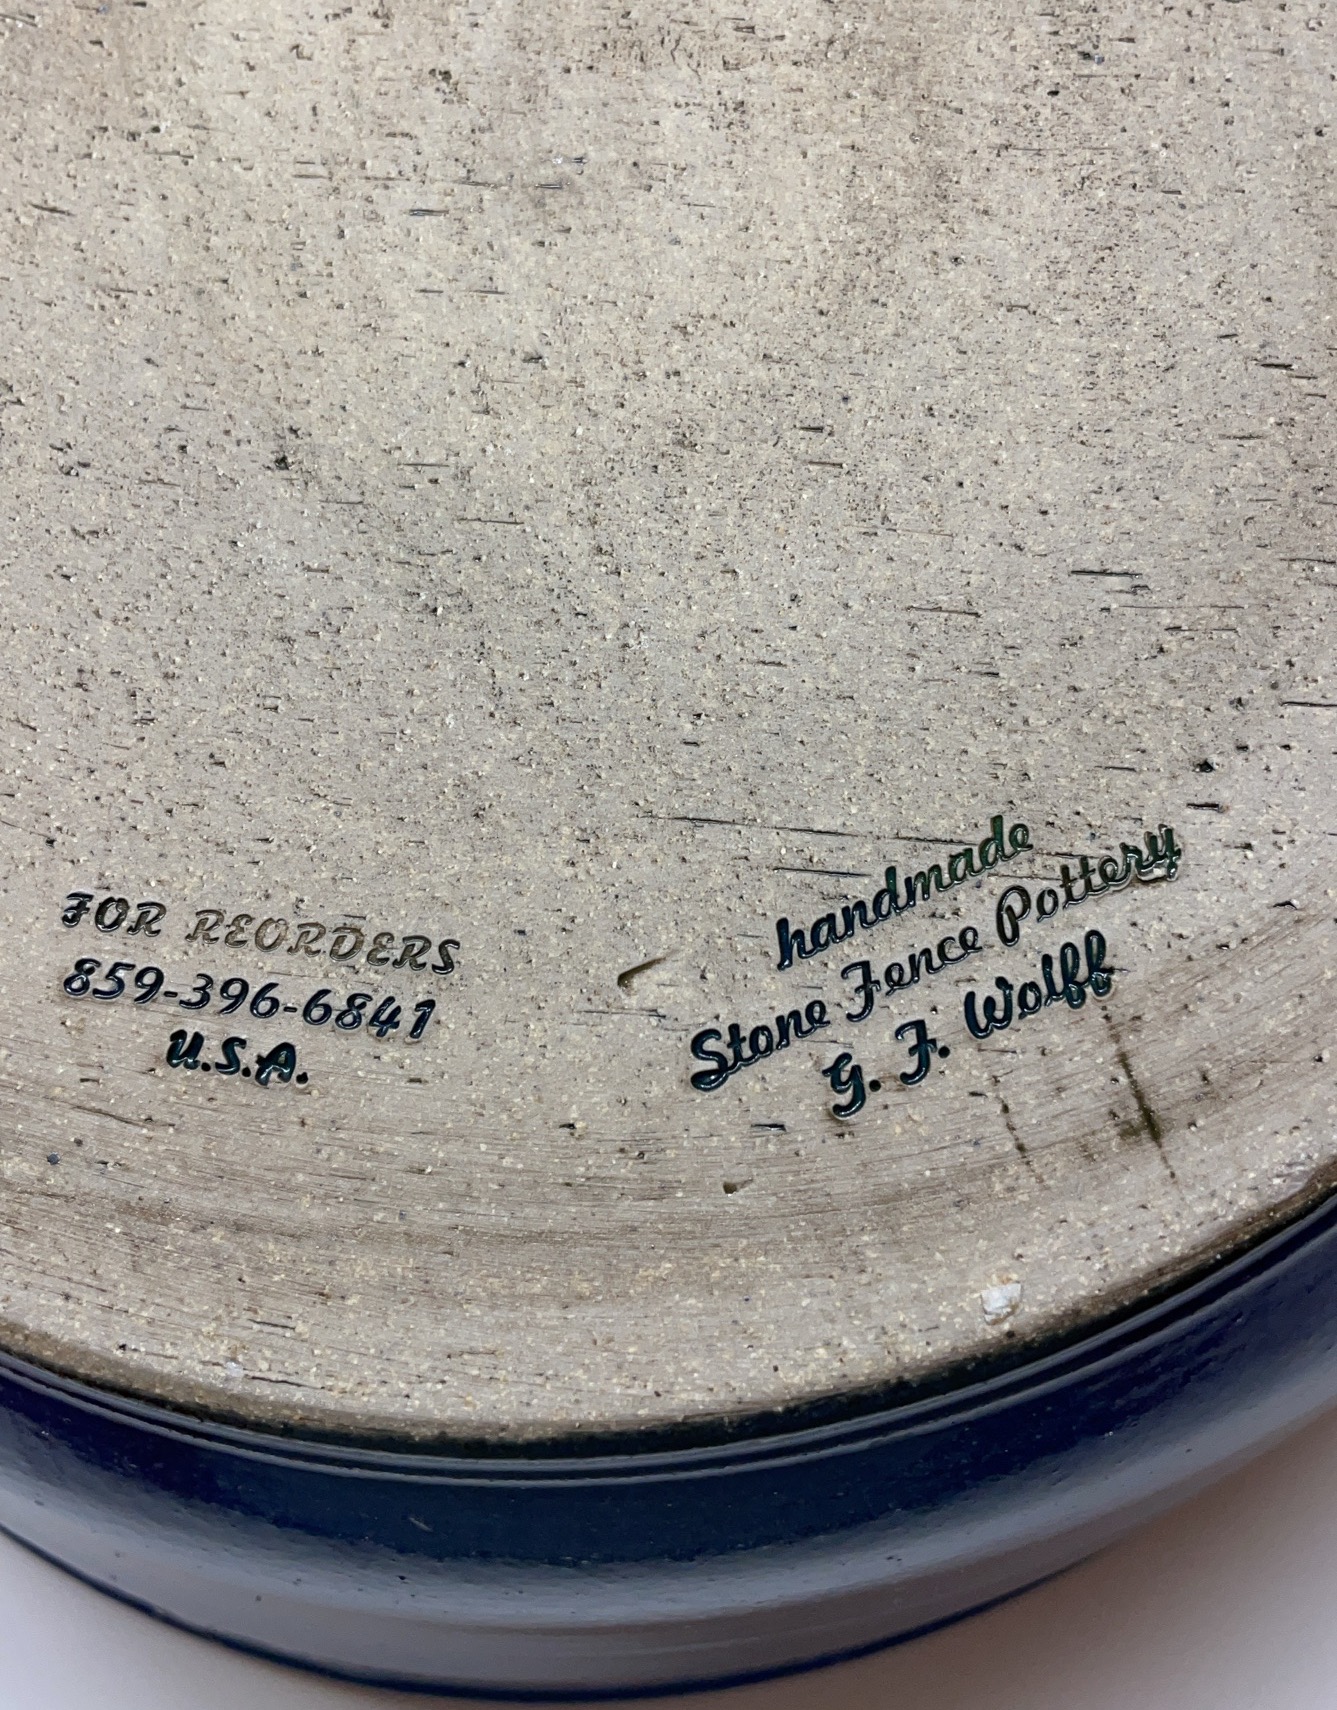 FOR REORDERS
859-396-6841
U.S.A.
handmade
Stone Fence Pottery
G. F. Wolff